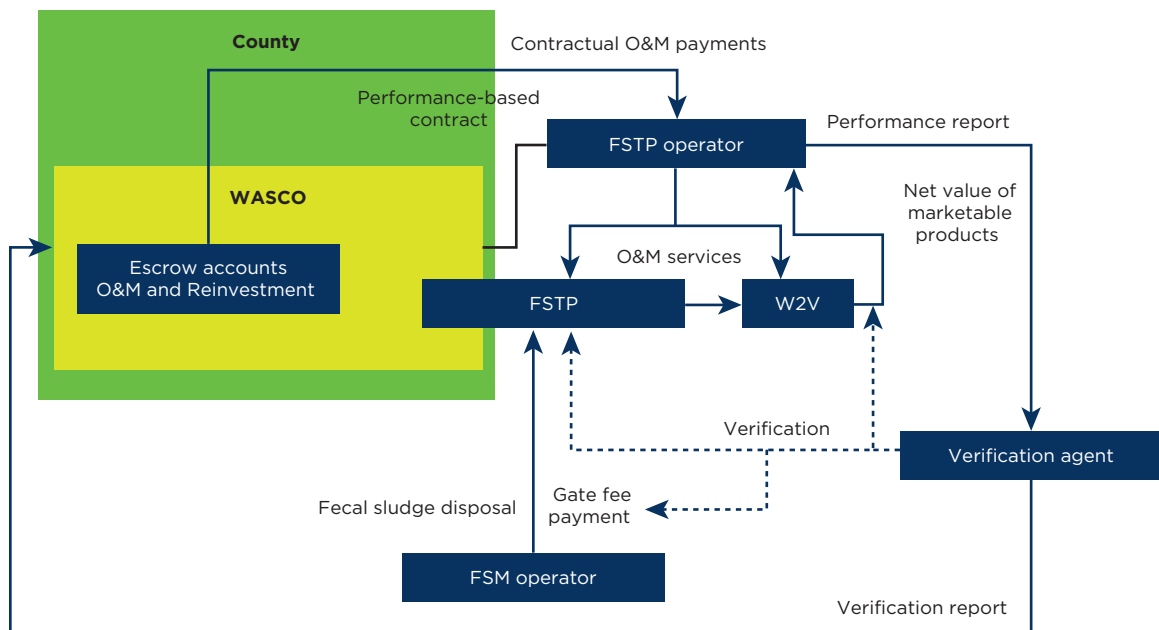 County
Contractual O&M payments
Performance-based
contract
FSTP operator
Performance report
WASCO
Net value of
marketable
products
Escrow accounts
O&M and Reinvestment
O&M services
FSTP
W2V
Verification
Verification agent
Fecal sludge disposal
Gate fee
payment
FSM operator
Verification report